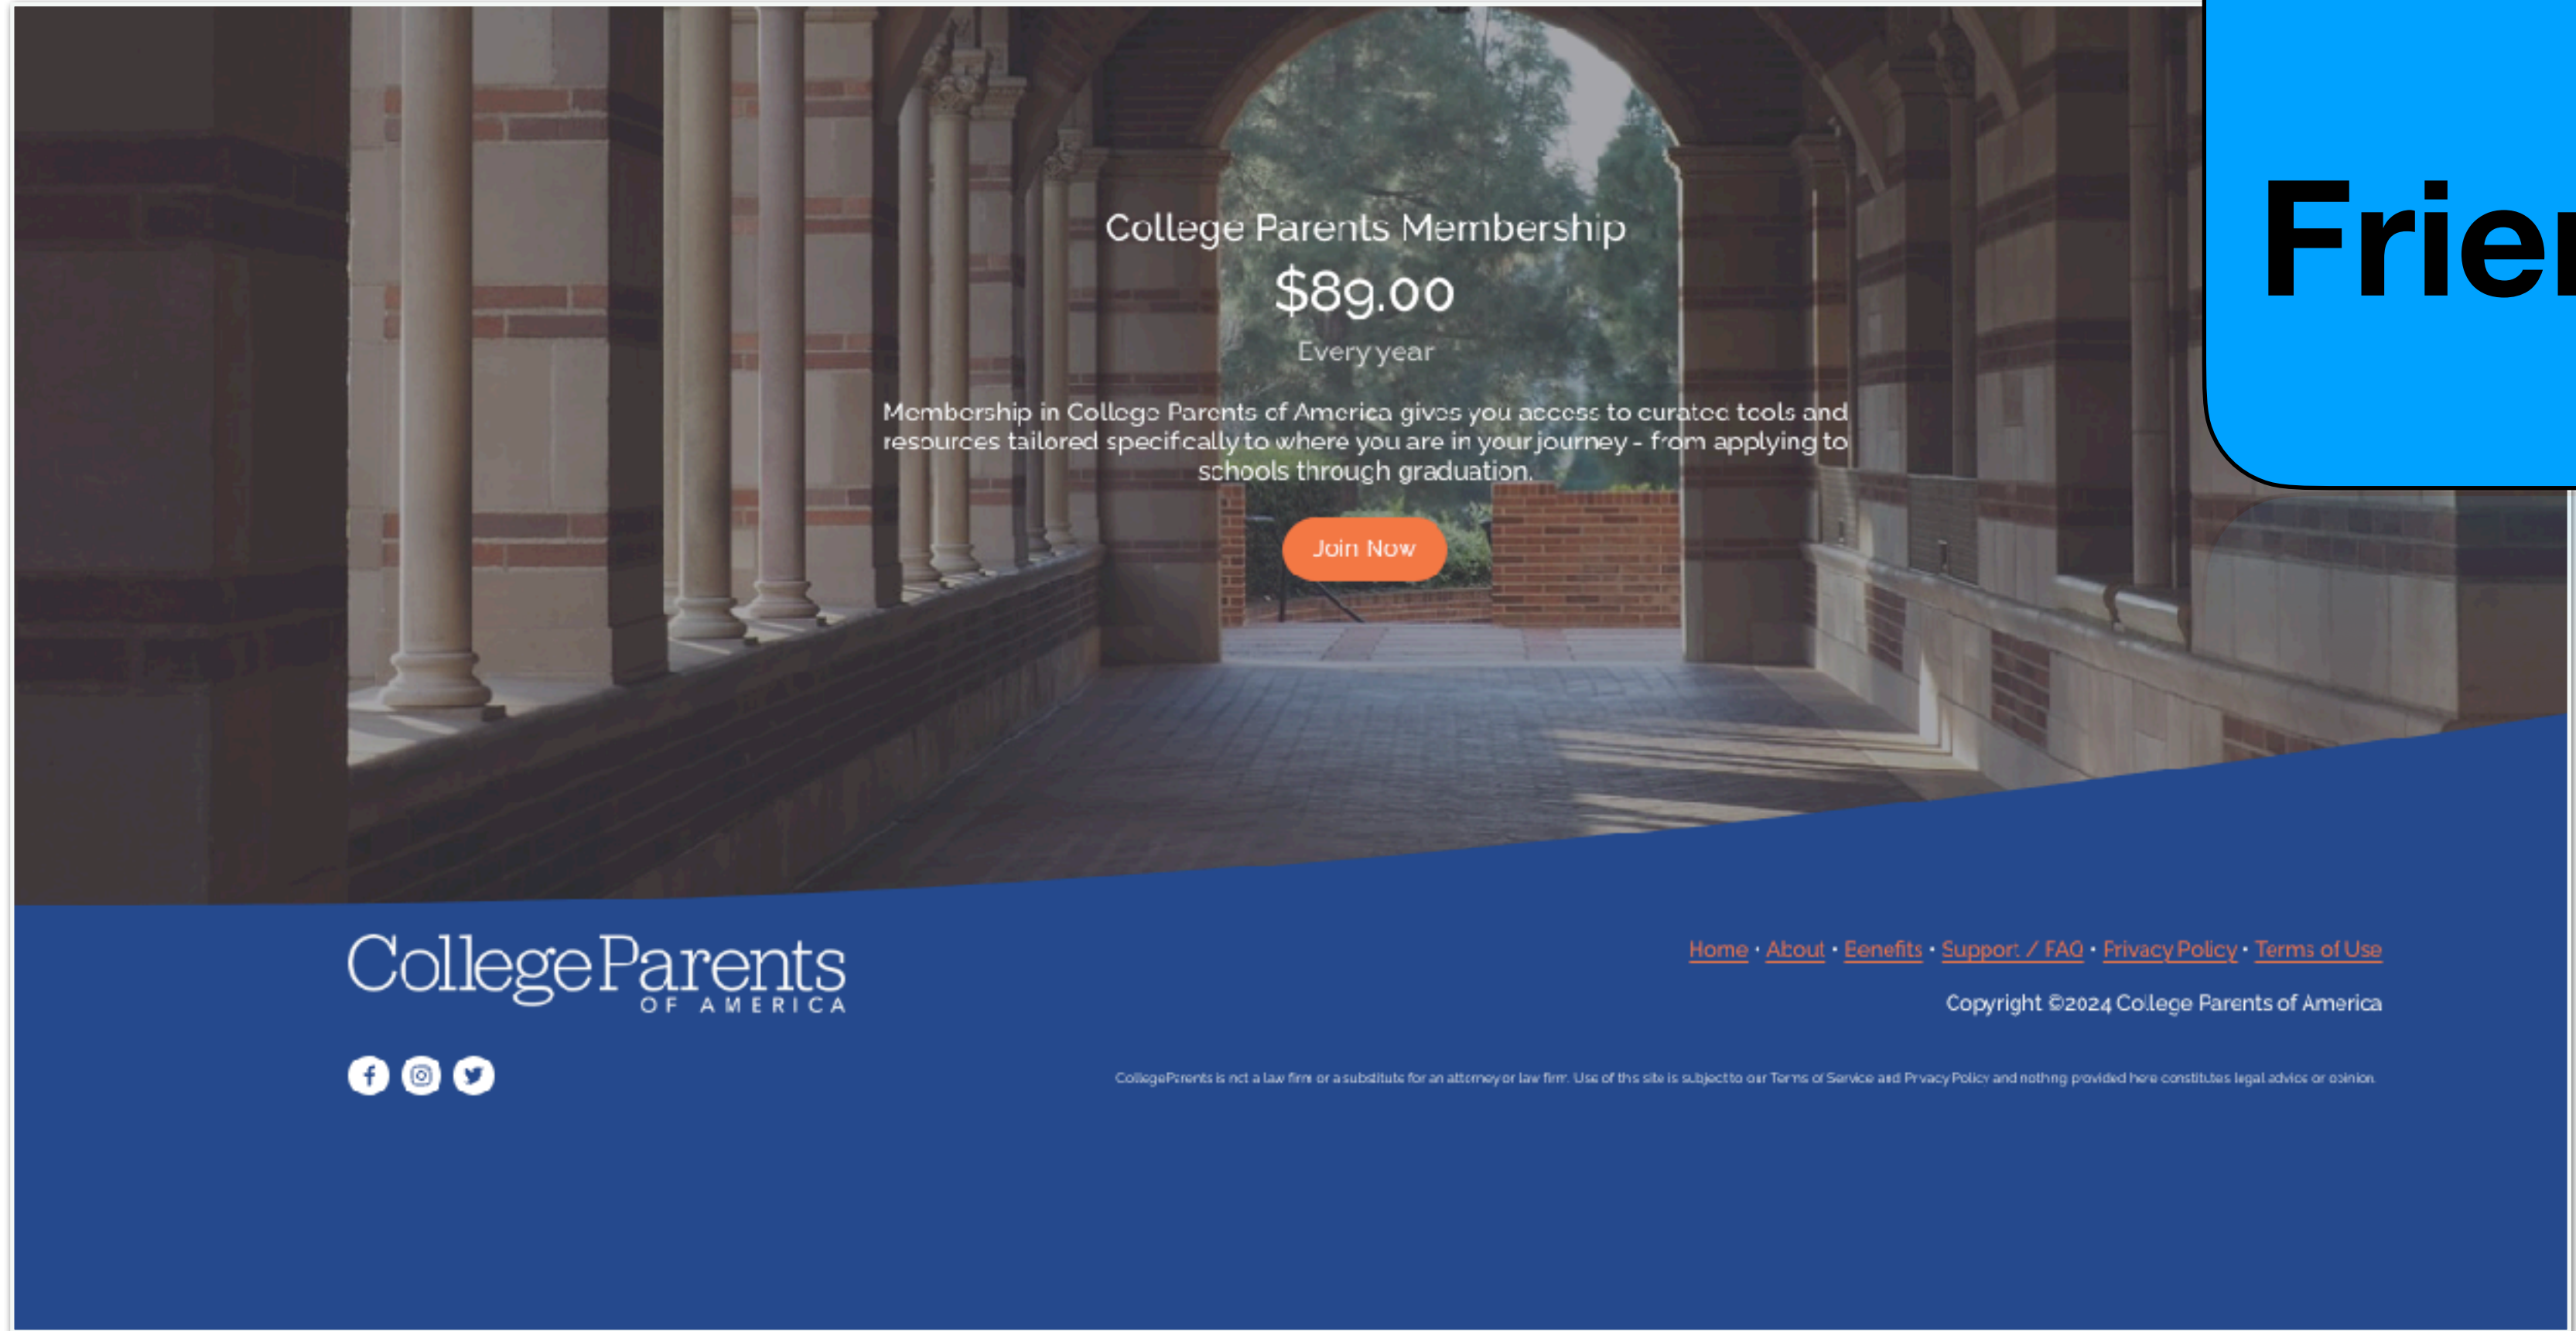 College Parents Membership
$89.00
Every year
Membership in College Parents of America gives you access to curated tools and
resources tailored specifically to where you are in your journey - from applying to
schools through graduation.
Join Now
Frie
CollegeParents
OF AMERICA
Home · About · Benefits · Support / FAQ · Privacy Policy · Terms of Use
Copyright ©2024 College Parents of America
CollegeParents is not a law firm or a substitute for an attorney or law firm. Use of this site is subject to our Terms of Service and Privacy Policy and nothing provided here constitutes legal advice or opinion.